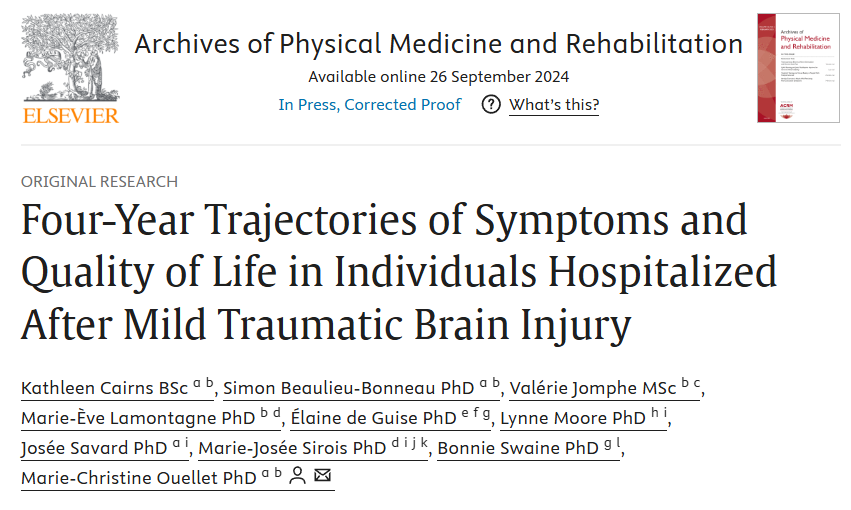 Archives of Physical Medicine and Rehabilitation
Available online 26 September 2024
In Press, Corrected Proof ? What's this?
ELSEVIER
Archives of
Physical Medicine
and Rehabilitation
ACRM
ORIGINAL RESEARCH
Four-Year Trajectories of Symptoms and
Quality of Life in Individuals Hospitalized
After Mild Traumatic Brain Injury
Kathleen Cairns BSc a b, Simon Beaulieu-Bonneau PhD a b, Valérie Jomphe MSc b c,
Marie-Ève Lamontagne PhD b d, Élaine de Guise PhD e f g, Lynne Moore PhD h i,
Josée Savard PhD a i, Marie-Josée Sirois PhD d i j k, Bonnie Swaine PhD g l,
Marie-Christine Ouellet PhD a b